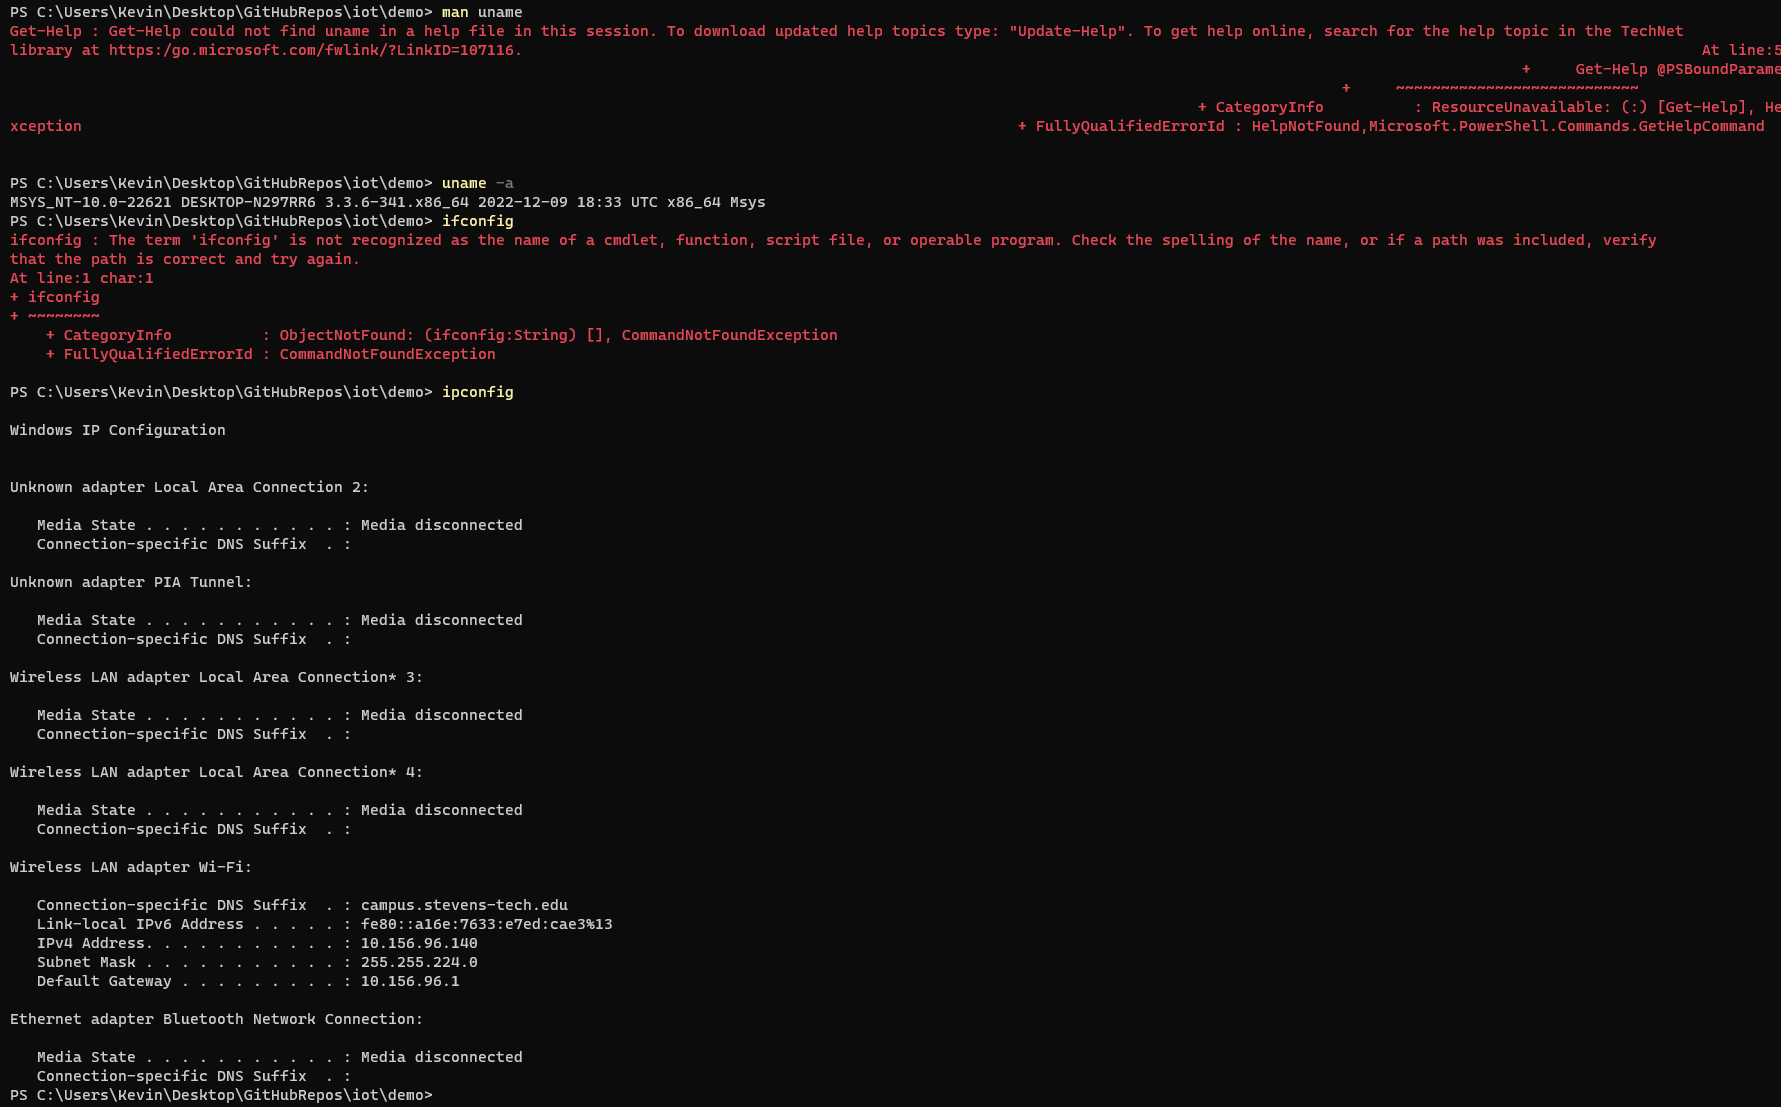 PS C:\Users\Kevin\Desktop\GitHubRepos\iot\demo> man uname
Get-Help : Get-Help could not find uname in a help file in this session. To download updated help topics type: "Update-Help". To get help online, search for the help topic in the TechNet
library at https:/go.microsoft.com/fwlink/?LinkID=107116.                                                                                                                                   At line:5
+     Get-Help @PSBoundParame
+     ~~~~~~~~~~~~~~~~~~~~~~~~~~~
+ CategoryInfo          : ResourceUnavailable: (:) [Get-Help], He
xception                                                                                                        + FullyQualifiedErrorId : HelpNotFound,Microsoft.PowerShell.Commands.GetHelpCommand
PS C:\Users\Kevin\Desktop\GitHubRepos\iot\demo> uname -a
MSYS_NT-10.0-22621 DESKTOP-N297RR6 3.3.6-341.x86_64 2022-12-09 18:33 UTC x86_64 Msys
PS C:\Users\Kevin\Desktop\GitHubRepos\iot\demo> ifconfig
ifconfig : The term 'ifconfig' is not recognized as the name of a cmdlet, function, script file, or operable program. Check the spelling of the name, or if a path was included, verify
that the path is correct and try again.
At line:1 char:1
+ ifconfig
+ ~~~~~~~~
    + CategoryInfo          : ObjectNotFound: (ifconfig:String) [], CommandNotFoundException
    + FullyQualifiedErrorId : CommandNotFoundException
PS C:\Users\Kevin\Desktop\GitHubRepos\iot\demo> ipconfig
Windows IP Configuration
Unknown adapter Local Area Connection 2:
   Media State . . . . . . . . . . . : Media disconnected
   Connection-specific DNS Suffix  . :
Unknown adapter PIA Tunnel:
   Media State . . . . . . . . . . . : Media disconnected
   Connection-specific DNS Suffix  . :
Wireless LAN adapter Local Area Connection* 3:
   Media State . . . . . . . . . . . : Media disconnected
   Connection-specific DNS Suffix  . :
Wireless LAN adapter Local Area Connection* 4:
   Media State . . . . . . . . . . . : Media disconnected
   Connection-specific DNS Suffix  . :
Wireless LAN adapter Wi-Fi:
   Connection-specific DNS Suffix  . : campus.stevens-tech.edu
   Link-local IPv6 Address . . . . . : fe80::a16e:7633:e7ed:cae3%13
   IPv4 Address. . . . . . . . . . . : 10.156.96.140
   Subnet Mask . . . . . . . . . . . : 255.255.224.0
   Default Gateway . . . . . . . . . : 10.156.96.1
Ethernet adapter Bluetooth Network Connection:
   Media State . . . . . . . . . . . : Media disconnected
   Connection-specific DNS Suffix  . :
PS C:\Users\Kevin\Desktop\GitHubRepos\iot\demo>